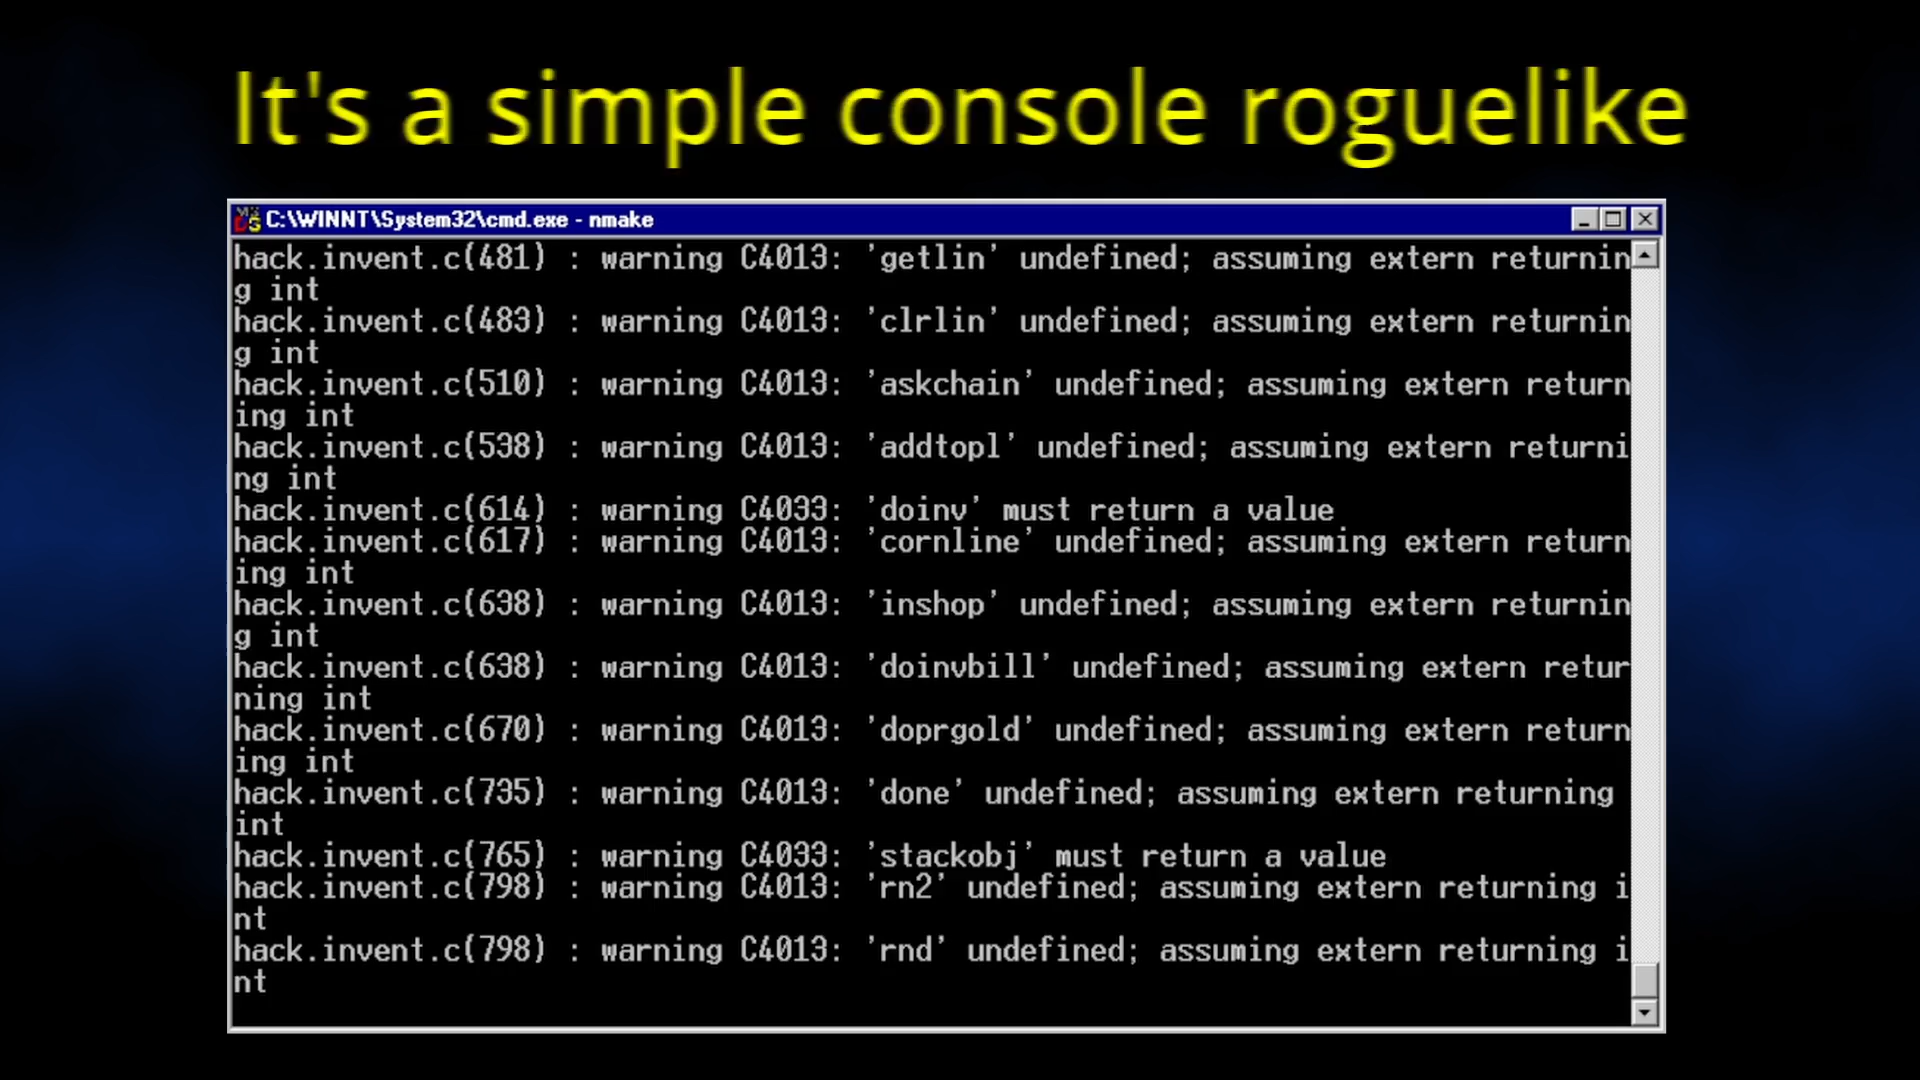 It's a simple console roguelike
C:\WINNT\System32\cmd.exe - nmake
hack.invent.c(481) : warning C4013: 'getlin' undefined; assuming extern returnin
g int
hack.invent.c(483) : warning C4013: 'clrlin' undefined; assuming extern returnin
g int
hack.invent.c(510) : warning C4013: 'askchain' undefined; assuming extern return
ing int
hack.invent.c(538) : warning C4013: 'addtopl' undefined; assuming extern returni
ng int
hack.invent.c(614) : warning C4033: 'doinv' must return a value
hack.invent.c(617) : warning C4013: 'cornline' undefined; assuming extern return
ing int
hack.invent.c(638) : warning C4013: 'inshop' undefined; assuming extern returnin
g int
hack.invent.c(638) : warning C4013: 'doinvbill' undefined; assuming extern retur
ning int
hack.invent.c(670) : warning C4013: 'doprgold' undefined; assuming extern return
ing int
hack.invent.c(735) : warning C4013: 'done' undefined; assuming extern returning
int
hack.invent.c(765) : warning C4033: 'stackobj' must return a value
hack.invent.c(798) : warning C4013: 'rn2' undefined; assuming extern returning i
nt
hack.invent.c(798) : warning C4013: 'rnd' undefined; assuming extern returning i
nt